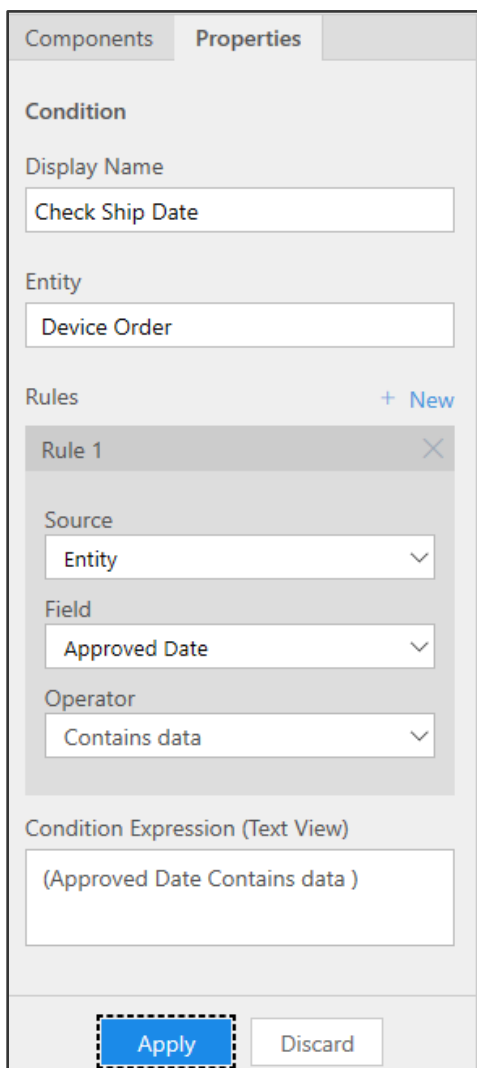 Components Properties
Condition
Display Name
Check Ship Date
Entity
Device Order
Rules + New
Rule 1
Source
Entity
Field
Approved Date
Operator
Contains data
Condition Expression (Text View)
(Approved Date Contains data )
Apply Discard